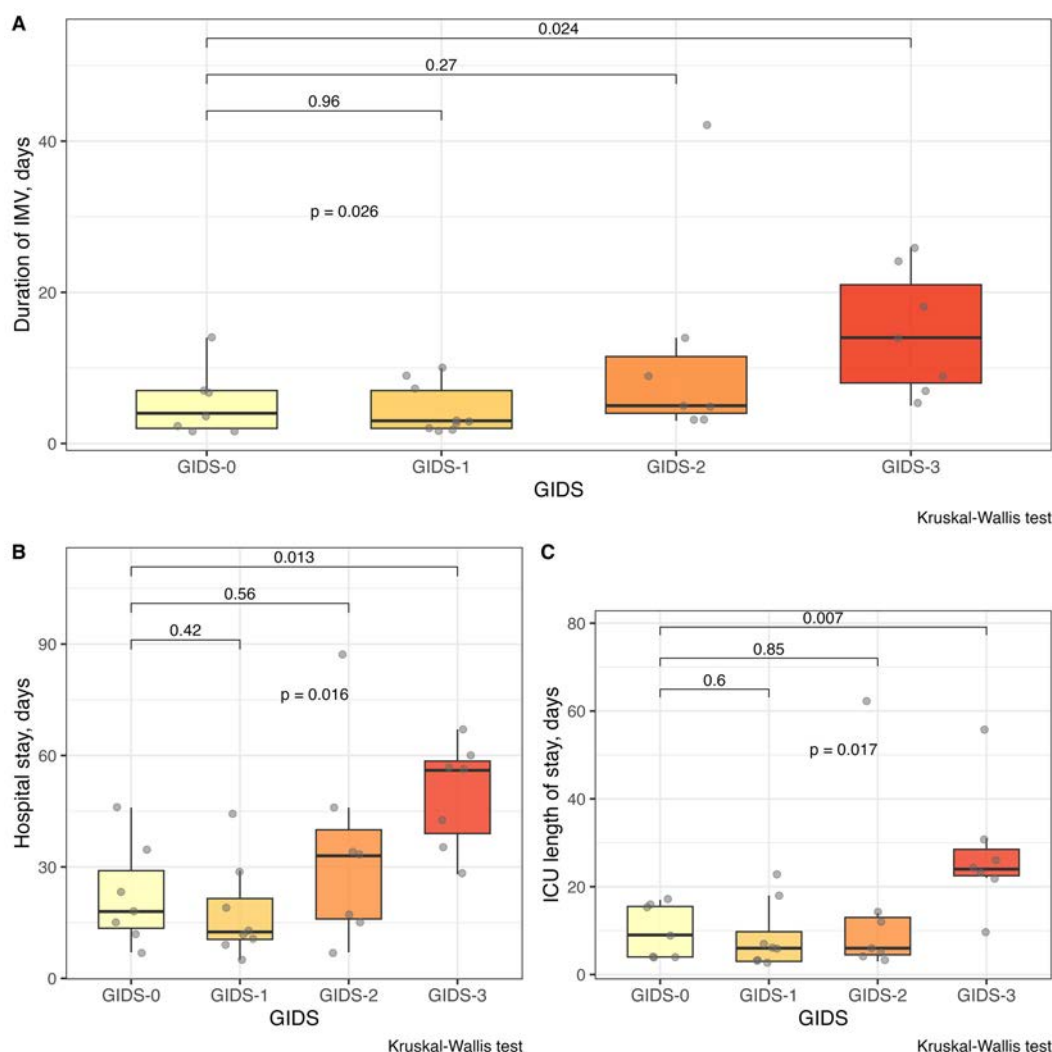 A
0.024
0.27
0.96
40
p = 0.026
20
0
Duration of IMV, days
GIDS-0 GIDS-1 GIDS-2 GIDS-3
GIDS
Kruskal-Wallis test
B
0.013
0.56
0.42
90
p = 0.016
60
30
0
Hospital stay, days
GIDS-0 GIDS-1 GIDS-2 GIDS-3
GIDS
Kruskal-Wallis test
C
80
0.007
0.85
0.6
60
p = 0.017
40
20
0
ICU length of stay, days
GIDS-0 GIDS-1 GIDS-2 GIDS-3
GIDS
Kruskal-Wallis test